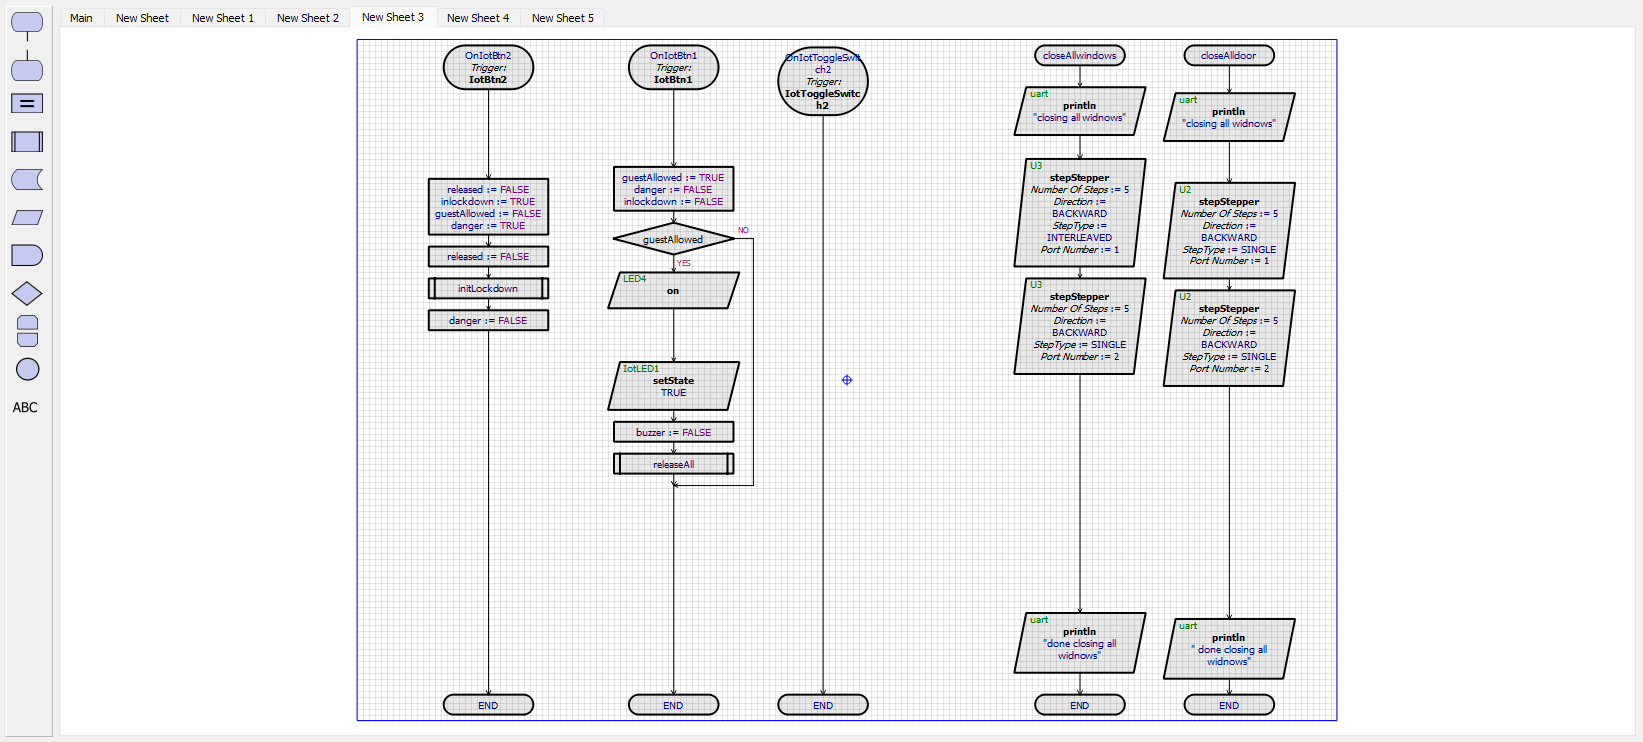 Main
New Sheet
New Sheet 1
New Sheet 2
New Sheet 3
New Sheet 4
New Sheet 5
ABC
OnIotBtn2
Trigger:
IotBtn2
released := FALSE
inlockdown := TRUE
guestAllowed := FALSE
danger := TRUE
released := FALSE
initLockdown
danger := FALSE
END
OnIotBtn1
Trigger:
IotBtn1
guestAllowed := TRUE
danger := FALSE
inlockdown := FALSE
guestAllowed
NO
YES
LED4
on
IotLED1
setState
TRUE
buzzer := FALSE
releaseAll
END
OnIotToggleSwit
ch2
Trigger:
IotToggleSwitc
h2
END
closeAllwindows
uart
println
"closing all widnows"
U3
stepStepper
Number Of Steps := 5
Direction :=
BACKWARD
StepType :=
INTERLEAVED
Port Number := 1
U3
stepStepper
Number Of Steps := 5
Direction :=
BACKWARD
StepType := SINGLE
Port Number := 2
uart
println
"done closing all
widnows"
END
closeAlldoor
uart
println
"closing all widnows"
U2
stepStepper
Number Of Steps := 5
Direction :=
BACKWARD
StepType := SINGLE
Port Number := 1
U2
stepStepper
Number Of Steps := 5
Direction :=
BACKWARD
StepType := SINGLE
Port Number := 2
uart
println
" done closing all
widnows"
END